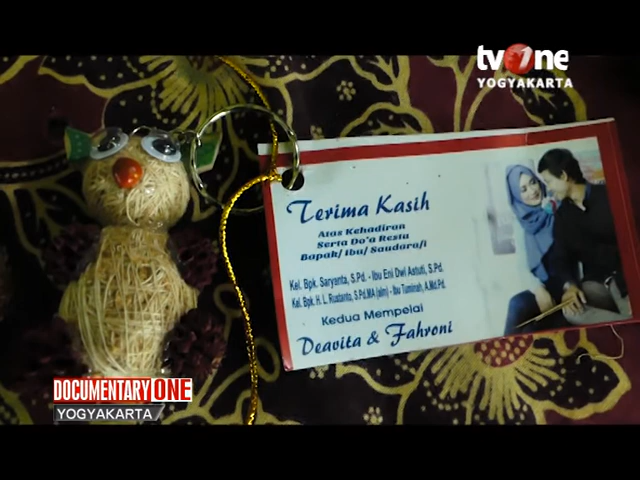 tvOne
YOGYAKARTA
Terima Kasih
Atas Kehadiran
Serta Do'a Restu
Bapak/ Ibu/ Saudara/i
Kel. Bpk. Saryanta, S.Pd. - Ibu Eni Dwi Astuti, S.Pd.
Kel. Bpk. H. L. Rustanto, S.Pd.MA (alm) - Ibu Tuminah, A.Md.Pd.
Kedua Mempelai
Deavita & Fahroni
DOCUMENTARY ONE
YOGYAKARTA